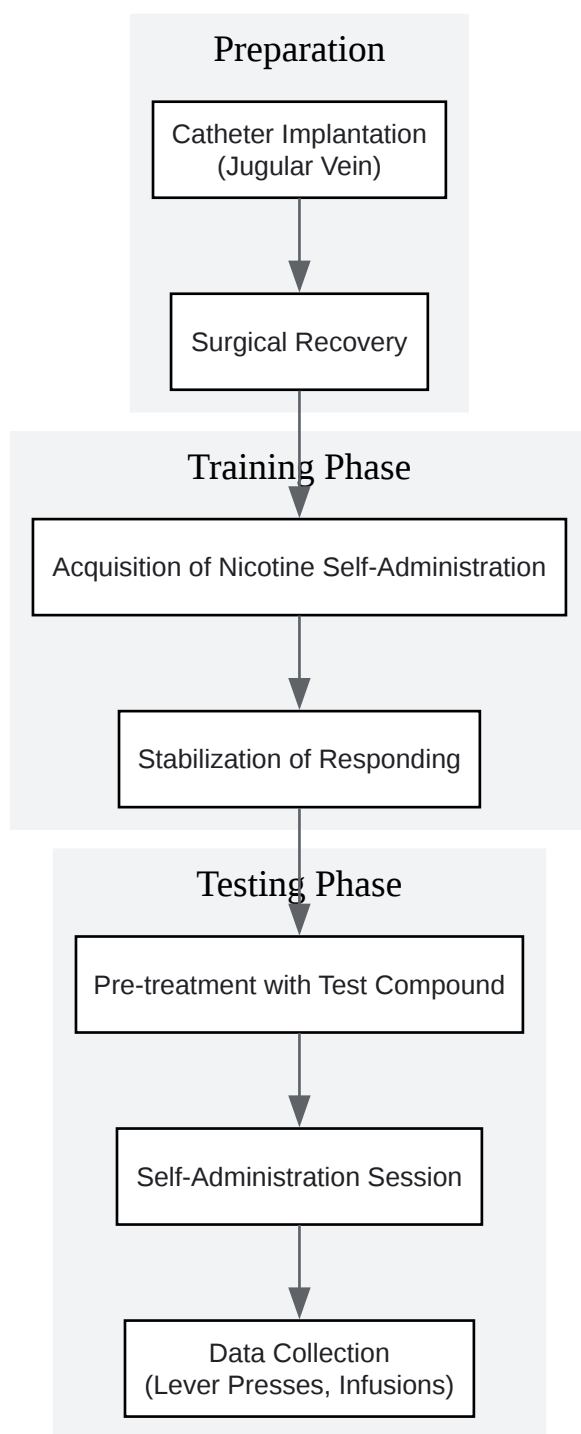 Preparation
Catheter Implantation
(Jugular Vein)
Surgical Recovery
Training Phase
Acquisition of Nicotine Self-Administration
Stabilization of Responding
Testing Phase
Pre-treatment with Test Compound
Self-Administration Session
Data Collection
(Lever Presses, Infusions)